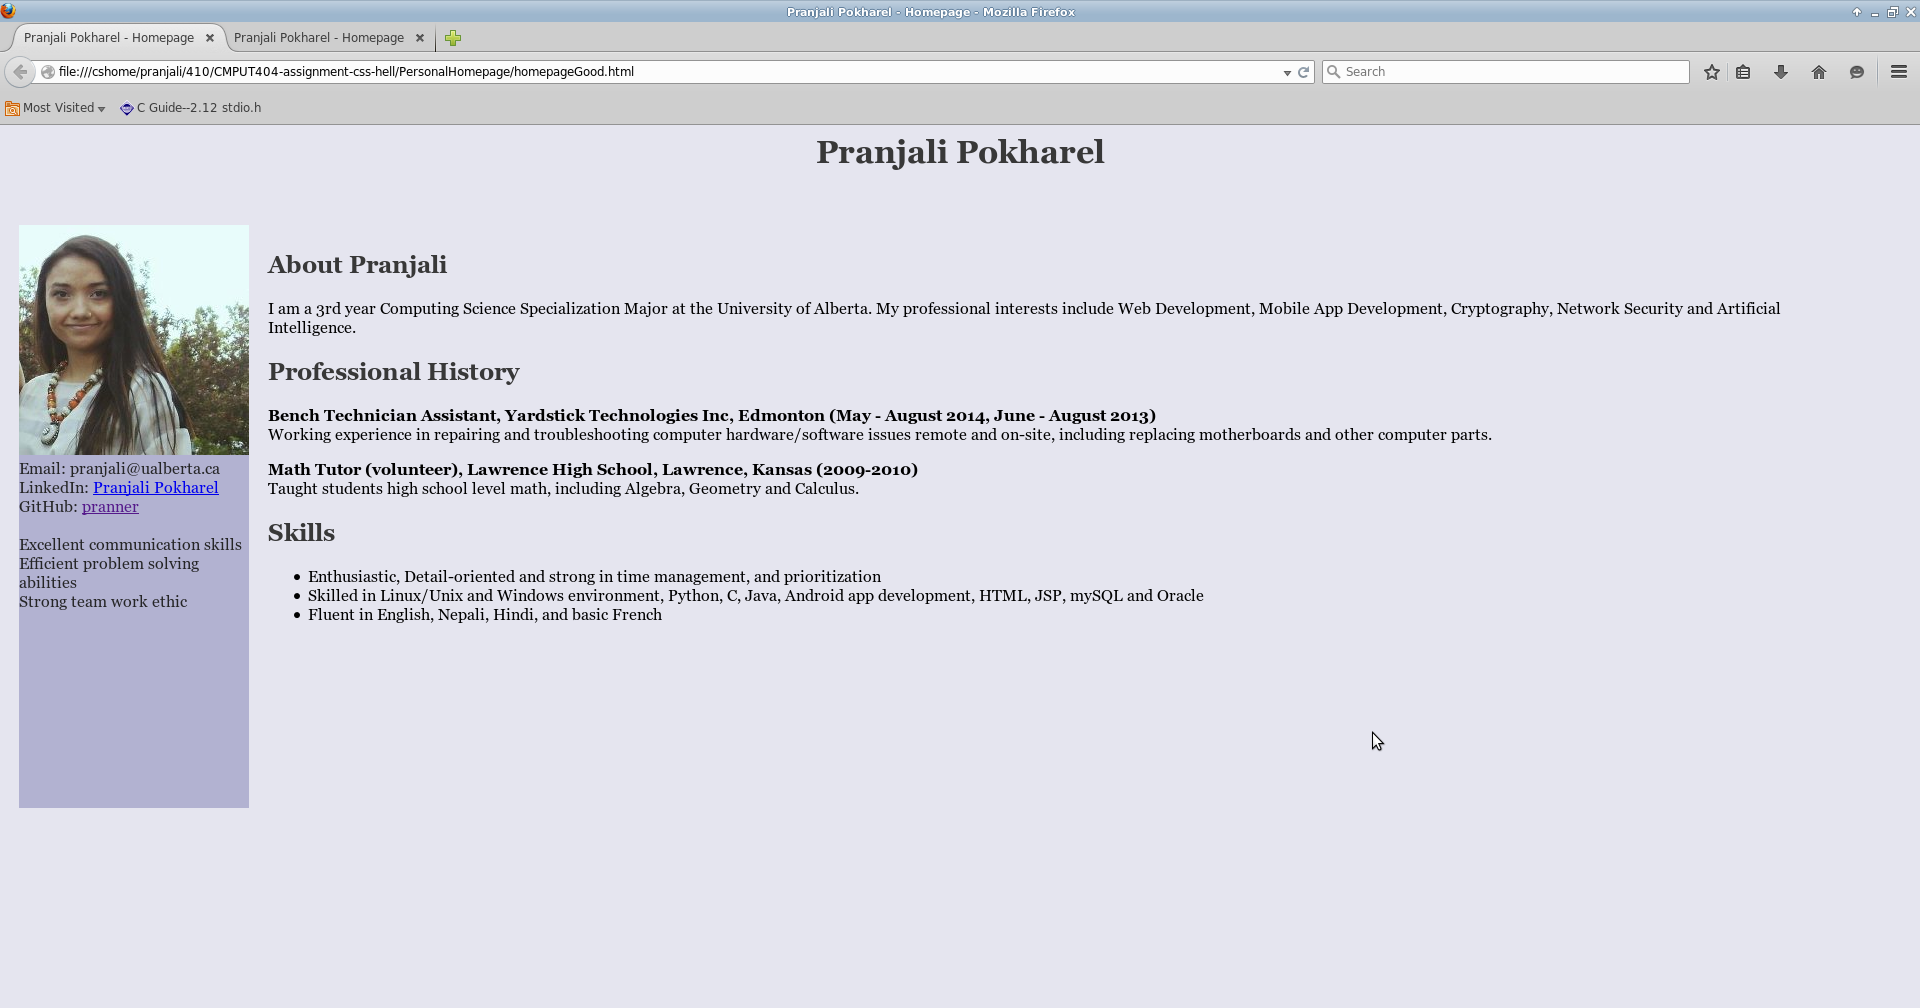 Pranjali Pokharel - Homepage - Mozilla Firefox
Pranjali Pokharel - Homepage
Pranjali Pokharel - Homepage
file:///cshome/pranjali/410/CMPUT404-assignment-css-hell/PersonalHomepage/homepageGood.html
Search
Most Visited
C Guide--2.12 stdio.h
Pranjali Pokharel
About Pranjali
I am a 3rd year Computing Science Specialization Major at the University of Alberta. My professional interests include Web Development, Mobile App Development, Cryptography, Network Security and Artificial
Intelligence.
Professional History
Bench Technician Assistant, Yardstick Technologies Inc, Edmonton (May - August 2014, June - August 2013)
Working experience in repairing and troubleshooting computer hardware/software issues remote and on-site, including replacing motherboards and other computer parts.
Math Tutor (volunteer), Lawrence High School, Lawrence, Kansas (2009-2010)
Taught students high school level math, including Algebra, Geometry and Calculus.
Skills
Enthusiastic, Detail-oriented and strong in time management, and prioritization
Skilled in Linux/Unix and Windows environment, Python, C, Java, Android app development, HTML, JSP, mySQL and Oracle
Fluent in English, Nepali, Hindi, and basic French
Email: pranjali@ualberta.ca
LinkedIn: Pranjali Pokharel
GitHub: pranner
Excellent communication skills
Efficient problem solving
abilities
Strong team work ethic